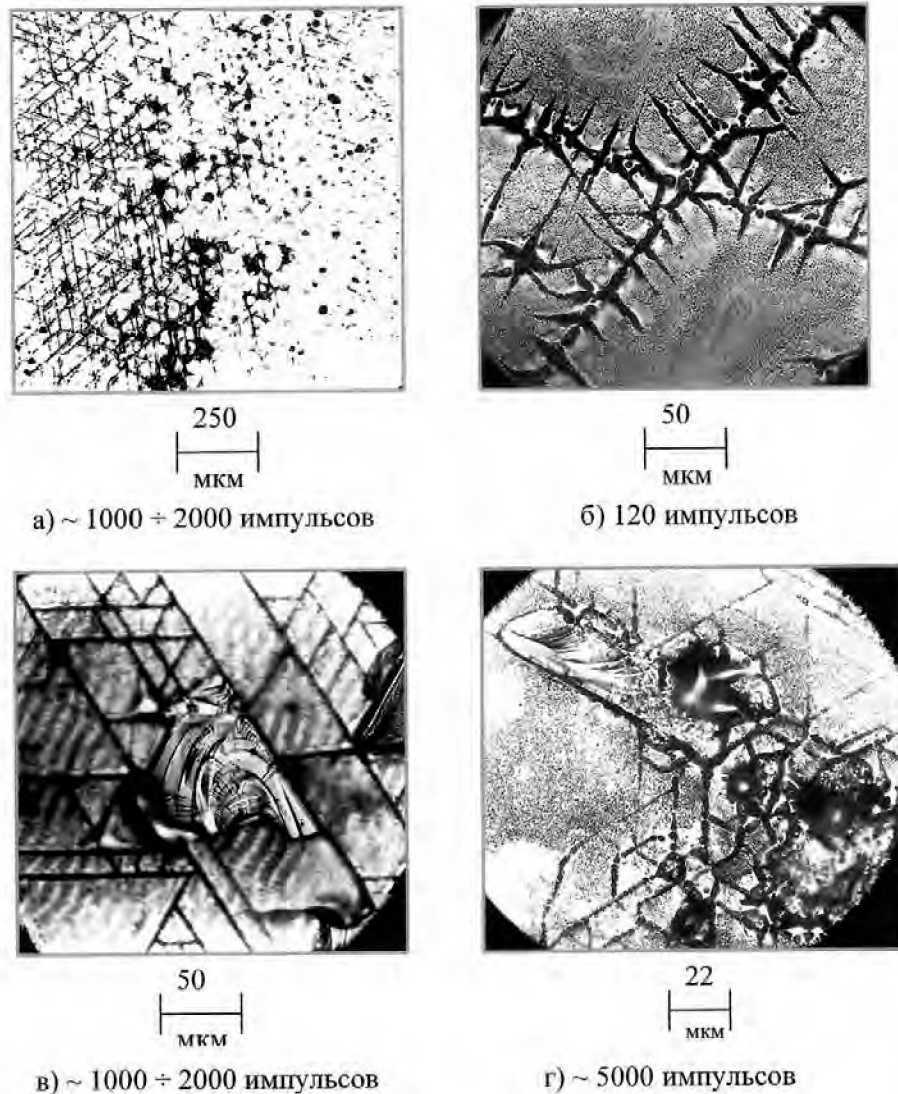 250
мкм
а) ~ 1000 ÷ 2000 импульсов
50
мкм
б) 120 импульсов
50
мкм
в) ~ 1000 ÷ 2000 импульсов
22
мкм
г) ~ 5000 импульсов